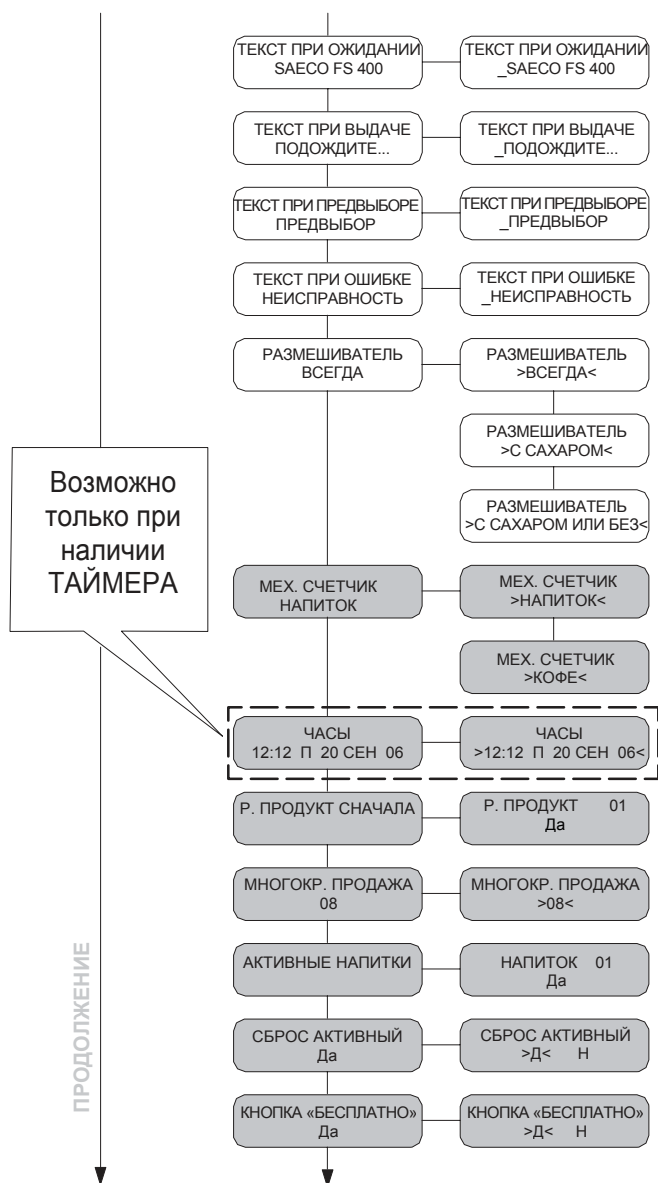 ТЕКСТ ПРИ ОЖИДАНИИ
SAECO FS 400
ТЕКСТ ПРИ ОЖИДАНИИ
_SAECO FS 400
ТЕКСТ ПРИ ВЫДАЧЕ
ПОДОЖДИТЕ...
ТЕКСТ ПРИ ВЫДАЧЕ
_ПОДОЖДИТЕ...
ТЕКСТ ПРИ ПРЕДВЫБОРЕ
ПРЕДВЫБОР
ТЕКСТ ПРИ ПРЕДВЫБОРЕ
_ПРЕДВЫБОР
ТЕКСТ ПРИ ОШИБКЕ
НЕИСПРАВНОСТЬ
ТЕКСТ ПРИ ОШИБКЕ
_НЕИСПРАВНОСТЬ
РАЗМЕШИВАТЕЛЬ
ВСЕГДА
РАЗМЕШИВАТЕЛЬ
>ВСЕГДА<
РАЗМЕШИВАТЕЛЬ
>С САХАРОМ<
РАЗМЕШИВАТЕЛЬ
>С САХАРОМ ИЛИ БЕЗ<
Возможно
только при
наличии
ТАЙМЕРА
МЕХ. СЧЕТЧИК
НАПИТОК
МЕХ. СЧЕТЧИК
>НАПИТОК<
МЕХ. СЧЕТЧИК
>КОФЕ<
ЧАСЫ
12:12 П 20 СЕН 06
ЧАСЫ
>12:12 П 20 СЕН 06<
Р. ПРОДУКТ СНАЧАЛА
Р. ПРОДУКТ 01
Да
МНОГОКР. ПРОДАЖА
08
МНОГОКР. ПРОДАЖА
>08<
АКТИВНЫЕ НАПИТКИ
НАПИТОК 01
Да
СБРОС АКТИВНЫЙ
Да
СБРОС АКТИВНЫЙ
>Д< Н
КНОПКА «БЕСПЛАТНО»
Да
КНОПКА «БЕСПЛАТНО»
>Д< Н
ПРОДОЛЖЕНИЕ